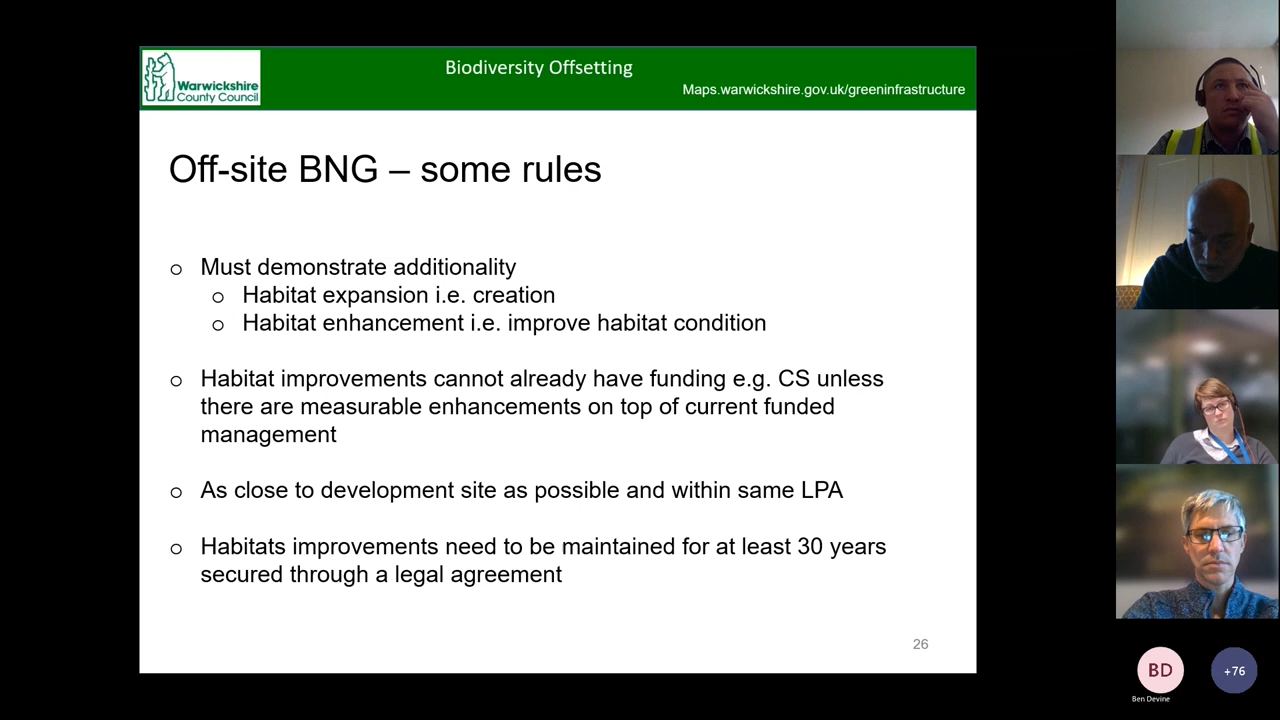 Warwickshire
County Council
Biodiversity Offsetting
Maps.warwickshire.gov.uk/greeninfrastructure
Off-site BNG – some rules
o Must demonstrate additionality
o Habitat expansion i.e. creation
o Habitat enhancement i.e. improve habitat condition
o Habitat improvements cannot already have funding e.g. CS unless
there are measurable enhancements on top of current funded
management
o As close to development site as possible and within same LPA
o Habitats improvements need to be maintained for at least 30 years
secured through a legal agreement
26
BD
+76
Ben Devine